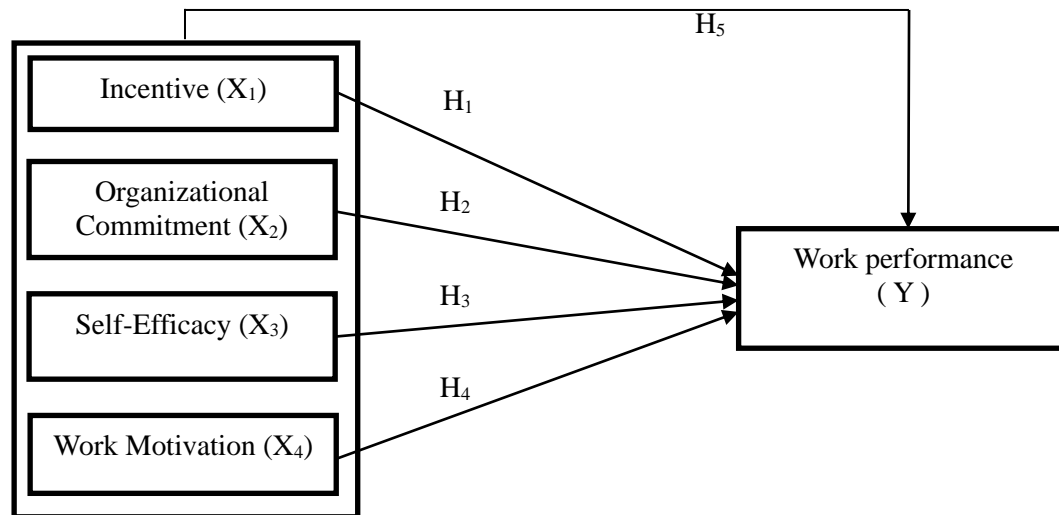 H₅
Incentive (X₁)
H₁
Organizational
Commitment (X₂)
H₂
Work performance
( Y )
Self-Efficacy (X₃)
H₃
H₄
Work Motivation (X₄)